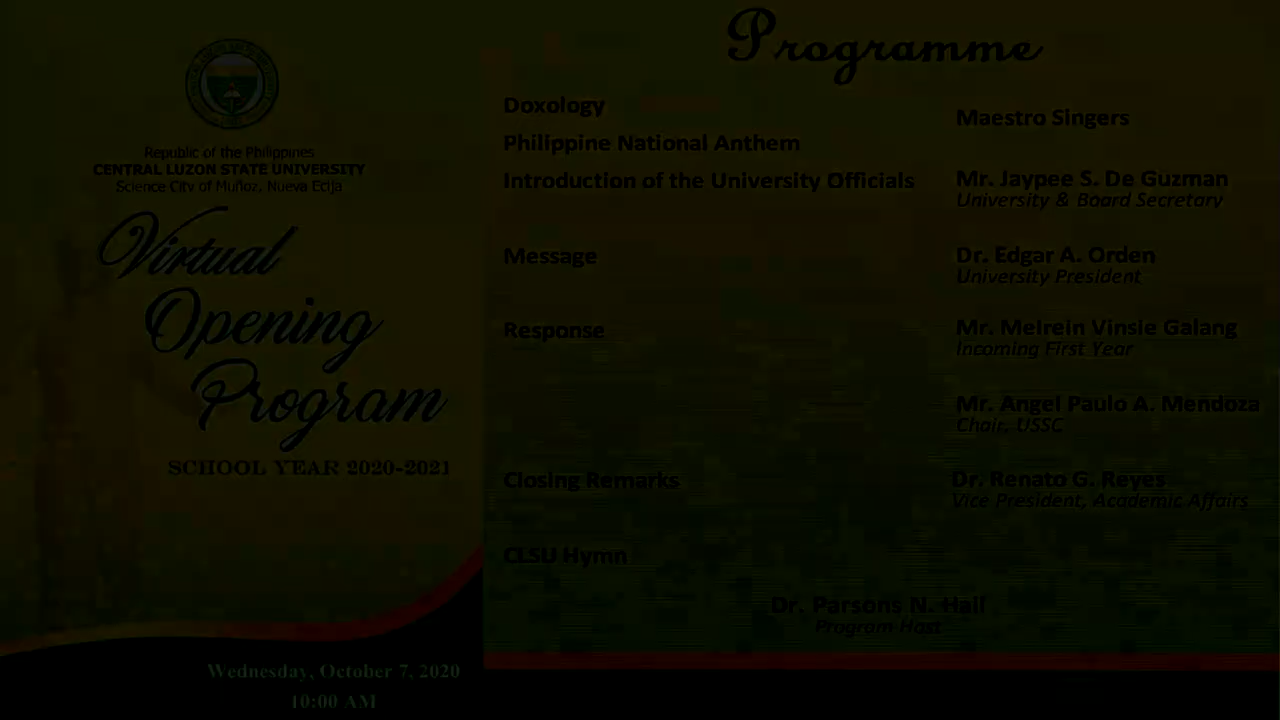 Republic of the Philippines
CENTRAL LUZON STATE UNIVERSITY
Science City of Muñoz, Nueva Ecija
Virtual
Opening
Program
SCHOOL YEAR 2020-2021
Wednesday, October 7, 2020
10:00 AM
Programme
Doxology
Maestro Singers
Philippine National Anthem
Introduction of the University Officials
Mr. Jaypee S. De Guzman
University & Board Secretary
Message
Dr. Edgar A. Orden
University President
Response
Mr. Melrein Vinsie Galang
Incoming First Year
Mr. Angel Paulo A. Mendoza
Chair, USSC
Closing Remarks
Dr. Renato G. Reyes
Vice President, Academic Affairs
CLSU Hymn
Dr. Parsons N. Hail
Program Host